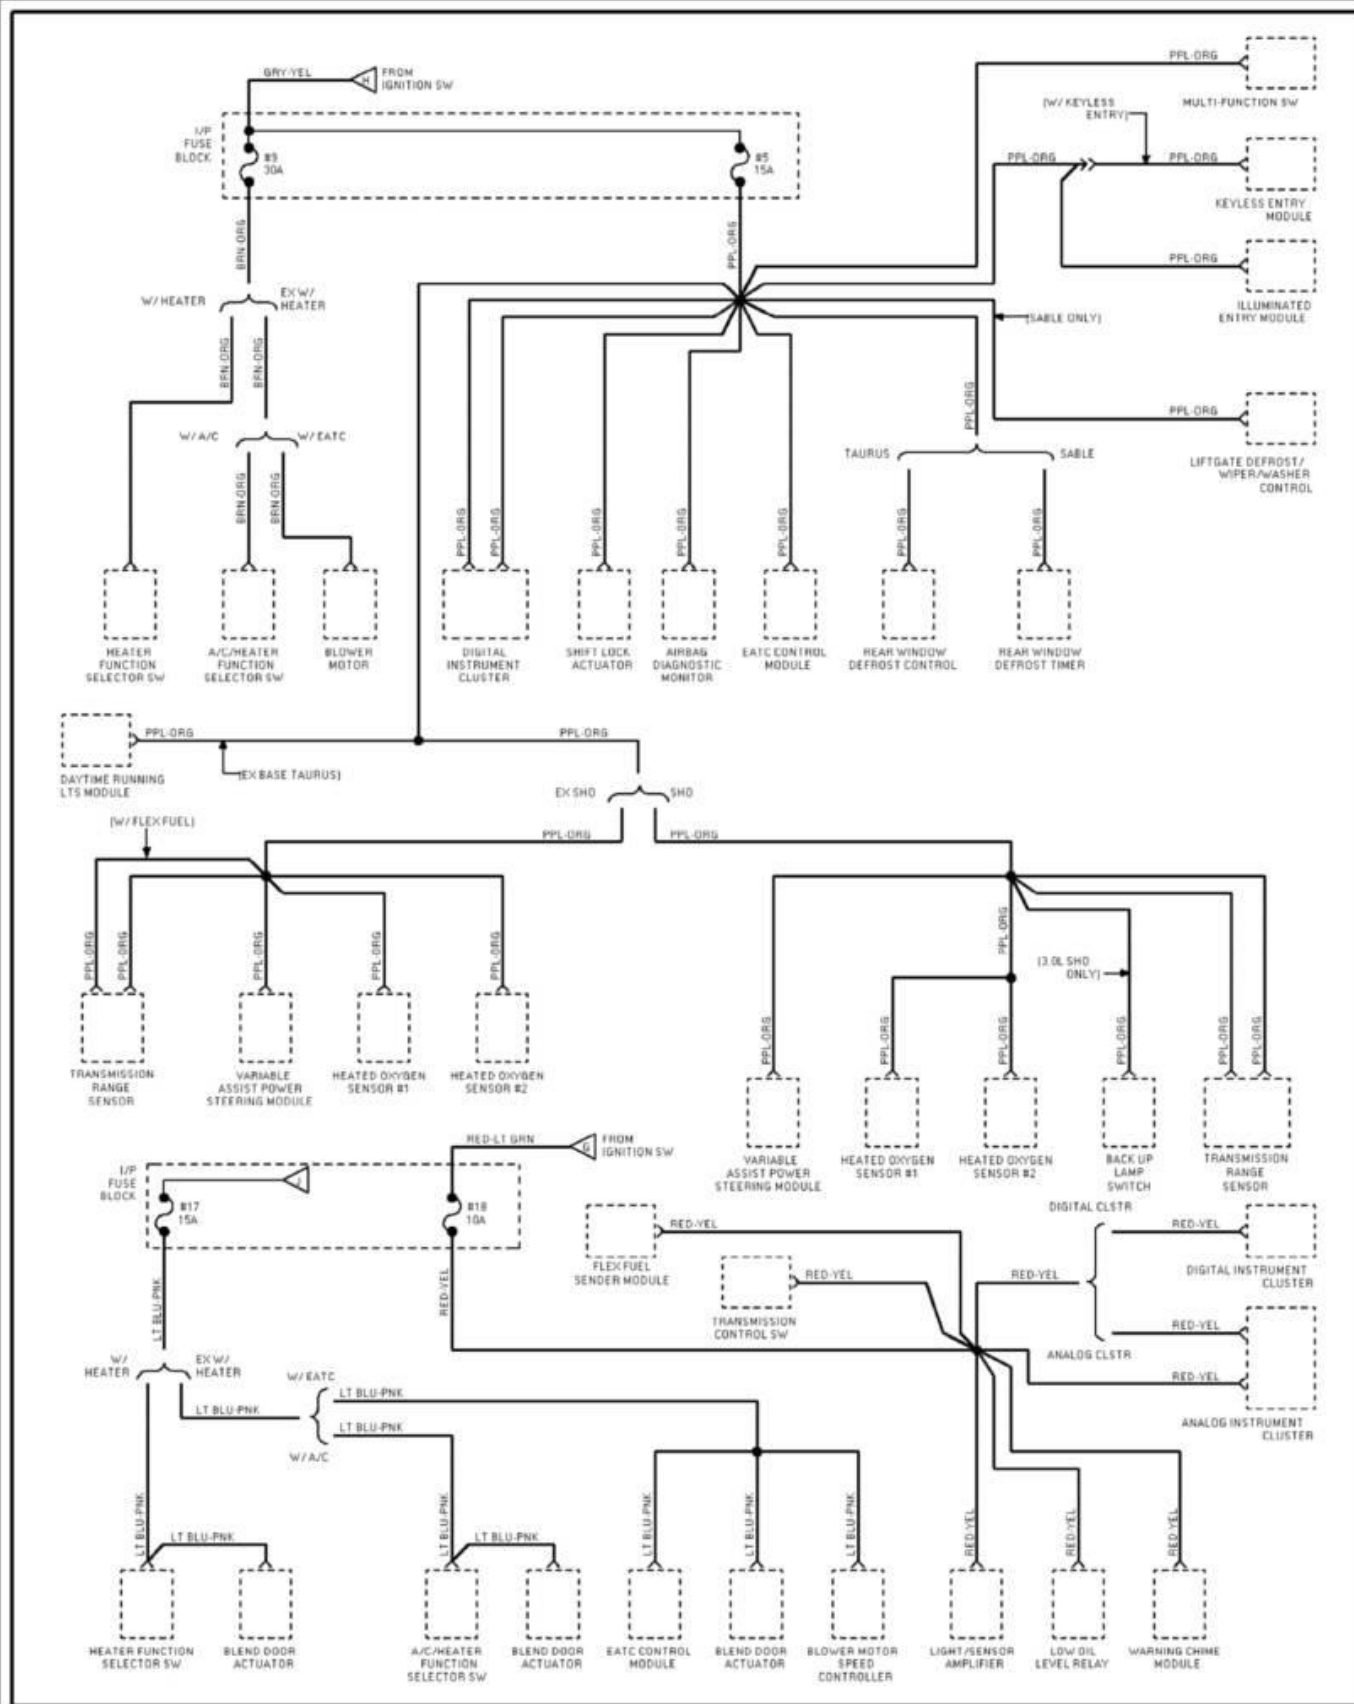 GRY-YEL
H
FROM
IGNITION SW
I/P
FUSE
BLOCK
#9
30A
#5
15A
PPL-ORG
MULTI-FUNCTION SW
(W/ KEYLESS
ENTRY)
PPL-ORG
PPL-ORG
KEYLESS ENTRY
MODULE
PPL-ORG
ILLUMINATED
ENTRY MODULE
BRN-ORG
PPL-ORG
W/ HEATER
EX W/
HEATER
(SABLE ONLY)
BRN-ORG
BRN-ORG
PPL-ORG
PPL-ORG
LIFTGATE DEFROST/
WIPER/WASHER
CONTROL
W/ A/C
W/ EATC
TAURUS
SABLE
BRN-ORG
BRN-ORG
PPL-ORG
PPL-ORG
PPL-ORG
PPL-ORG
PPL-ORG
PPL-ORG
PPL-ORG
HEATER
FUNCTION
SELECTOR SW
A/C/HEATER
FUNCTION
SELECTOR SW
BLOWER
MOTOR
DIGITAL
INSTRUMENT
CLUSTER
SHIFT LOCK
ACTUATOR
AIRBAG
DIAGNOSTIC
MONITOR
EATC CONTROL
MODULE
REAR WINDOW
DEFROST CONTROL
REAR WINDOW
DEFROST TIMER
PPL-ORG
PPL-ORG
(EX BASE TAURUS)
DAYTIME RUNNING
LTS MODULE
EX SHO
SHO
(W/ FLEX FUEL)
PPL-ORG
PPL-ORG
PPL-ORG
PPL-ORG
PPL-ORG
PPL-ORG
PPL-ORG
PPL-ORG
(3.0L SHO
ONLY)
PPL-ORG
PPL-ORG
PPL-ORG
PPL-ORG
PPL-ORG
PPL-ORG
TRANSMISSION
RANGE
SENSOR
VARIABLE
ASSIST POWER
STEERING MODULE
HEATED OXYGEN
SENSOR #1
HEATED OXYGEN
SENSOR #2
VARIABLE
ASSIST POWER
STEERING MODULE
HEATED OXYGEN
SENSOR #1
HEATED OXYGEN
SENSOR #2
BACK UP
LAMP
SWITCH
TRANSMISSION
RANGE
SENSOR
RED-LT GRN
G
FROM
IGNITION SW
I/P
FUSE
BLOCK
J
#17
15A
#18
10A
RED-YEL
FLEX FUEL
SENDER MODULE
RED-YEL
TRANSMISSION
CONTROL SW
DIGITAL CLSTR
RED-YEL
DIGITAL INSTRUMENT
CLUSTER
RED-YEL
RED-YEL
ANALOG CLSTR
RED-YEL
ANALOG INSTRUMENT
CLUSTER
LT BLU-PNK
RED-YEL
W/
HEATER
EX W/
HEATER
W/ EATC
LT BLU-PNK
LT BLU-PNK
LT BLU-PNK
W/ A/C
LT BLU-PNK
LT BLU-PNK
LT BLU-PNK
LT BLU-PNK
LT BLU-PNK
LT BLU-PNK
LT BLU-PNK
RED-YEL
RED-YEL
RED-YEL
HEATER FUNCTION
SELECTOR SW
BLEND DOOR
ACTUATOR
A/C/HEATER
FUNCTION
SELECTOR SW
BLEND DOOR
ACTUATOR
EATC CONTROL
MODULE
BLEND DOOR
ACTUATOR
BLOWER MOTOR
SPEED
CONTROLLER
LIGHT/SENSOR
AMPLIFIER
LOW OIL
LEVEL RELAY
WARNING CHIME
MODULE